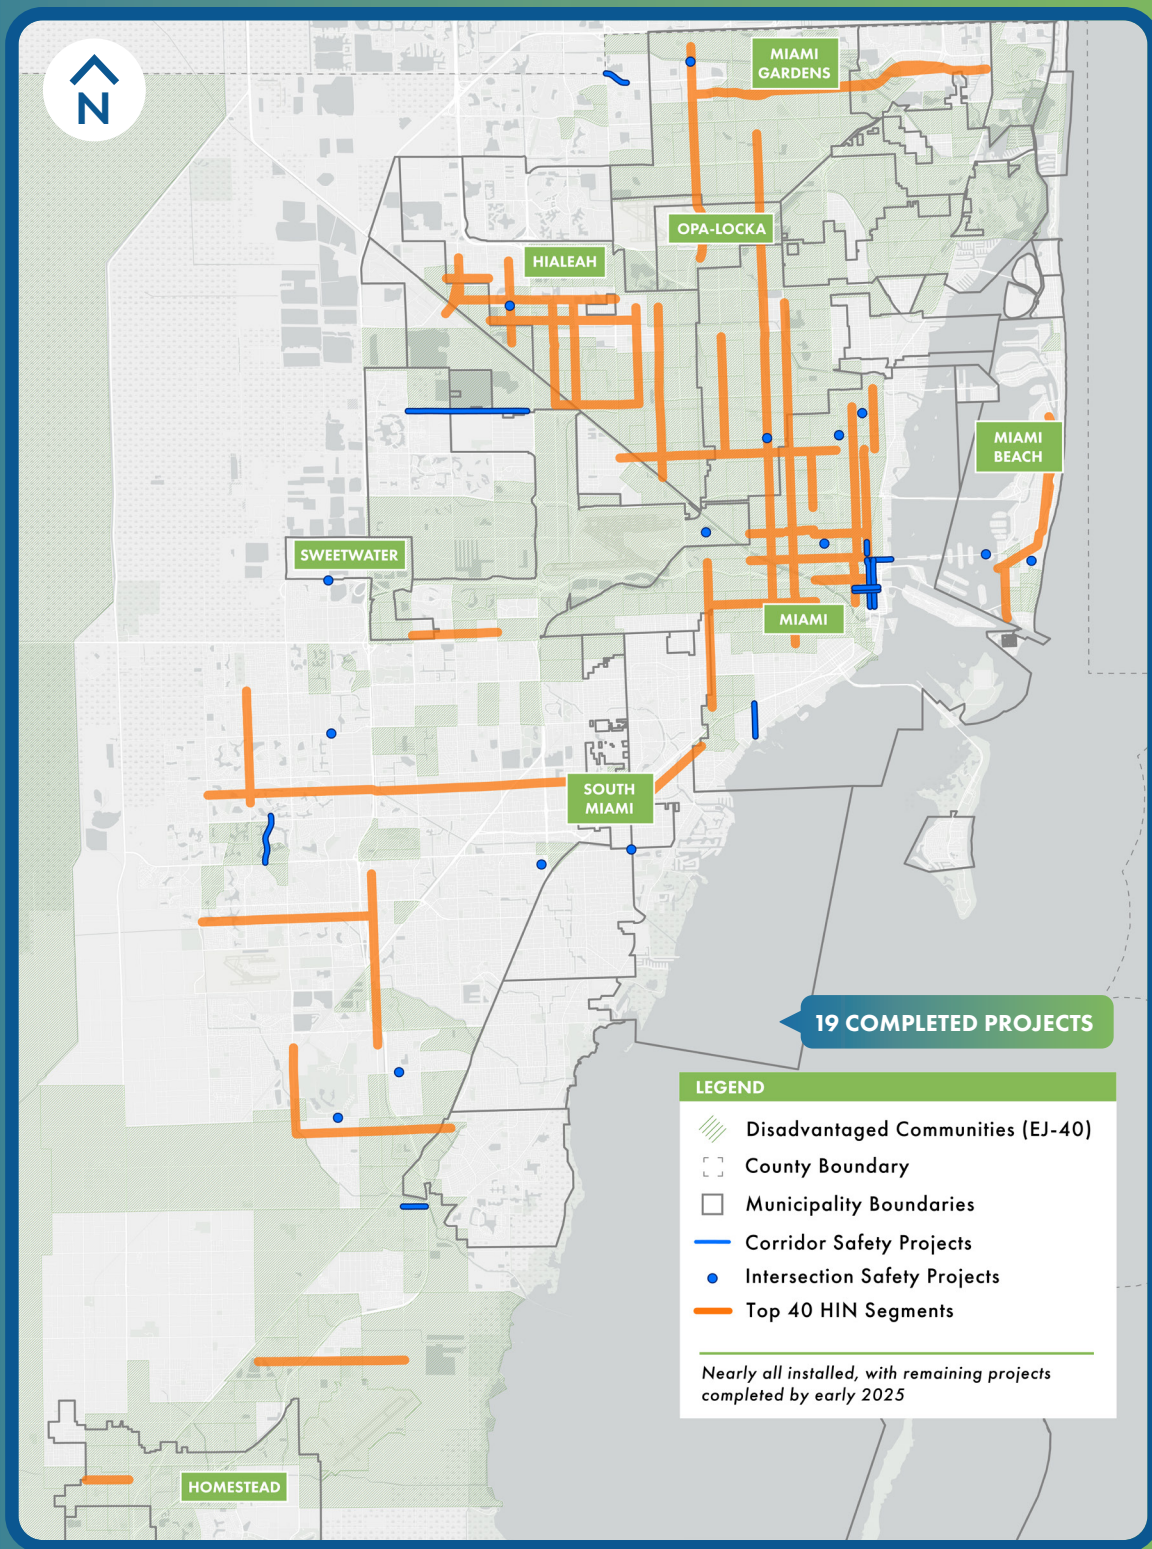 N
MIAMI
GARDENS
OPA-LOCKA
HIALEAH
MIAMI
BEACH
SWEETWATER
MIAMI
SOUTH
MIAMI
19 COMPLETED PROJECTS
LEGEND
Disadvantaged Communities (EJ-40)
County Boundary
Municipality Boundaries
Corridor Safety Projects
Intersection Safety Projects
Top 40 HIN Segments
Nearly all installed, with remaining projects
completed by early 2025
HOMESTEAD